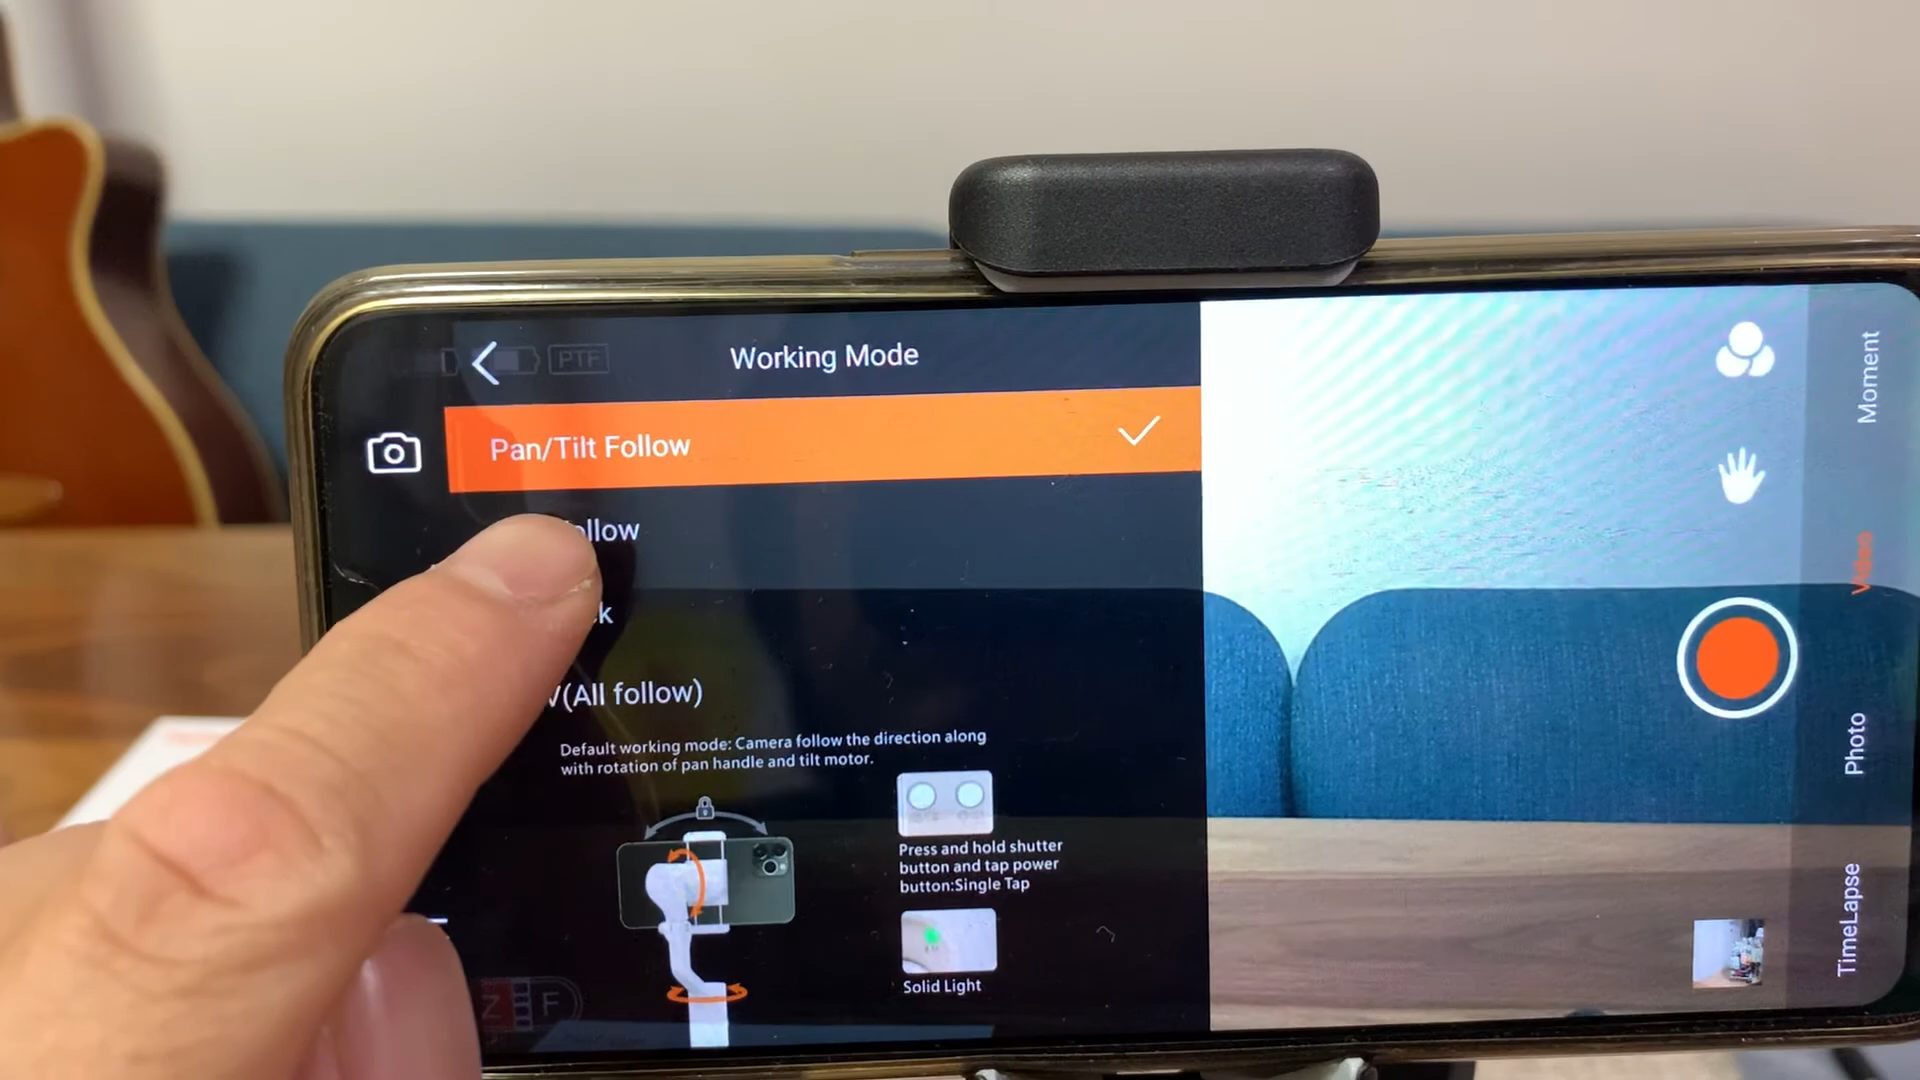 PTF
Working Mode
Pan/Tilt Follow
ollow
k
V(All follow)
Default working mode: Camera follow the direction along
with rotation of pan handle and tilt motor.
Press and hold shutter
button and tap power
button:Single Tap
Solid Light
Z F
Moment
Video
Photo
TimeLapse